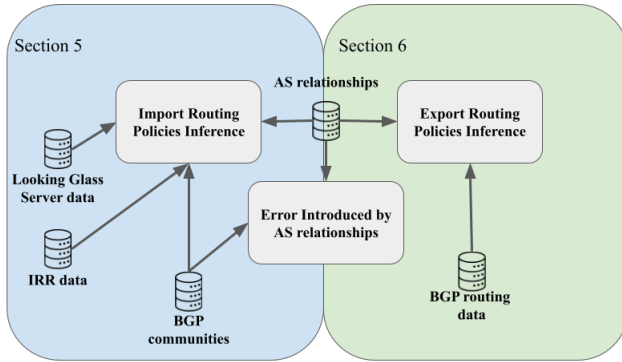 Section 5
Section 6
AS relationships
Import Routing
Policies Inference
Export Routing
Policies Inference
Looking Glass
Server data
Error Introduced by
AS relationships
IRR data
BGP
communities
BGP routing
data